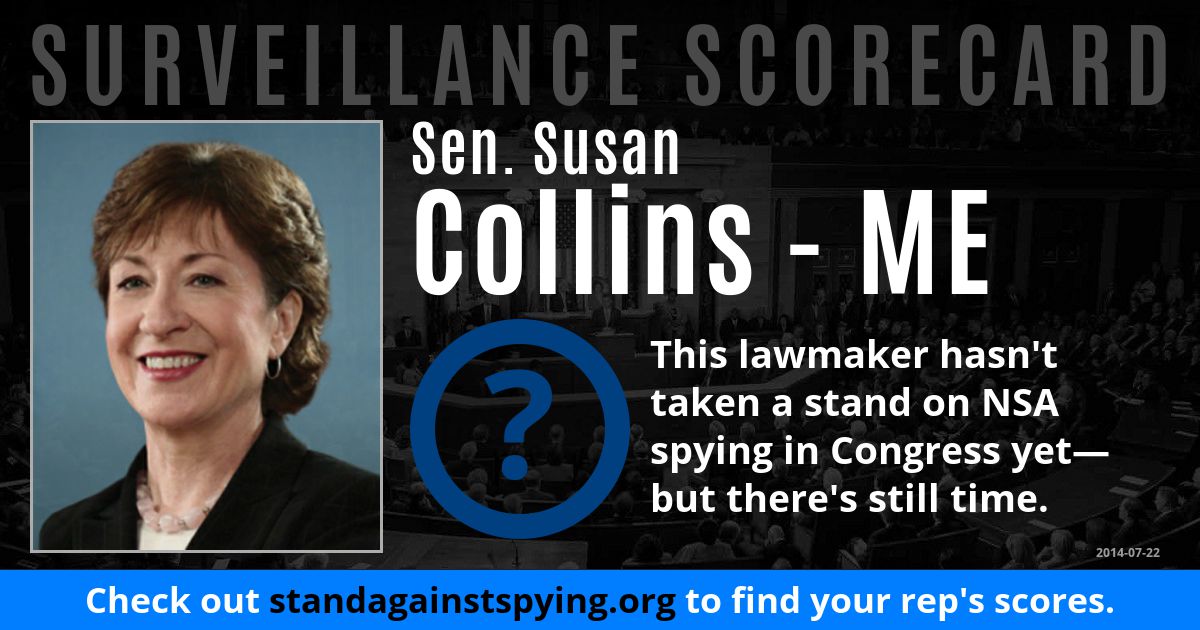 SURVEILLANCE SCORECARD
Sen. Susan
Collins - ME
?
This lawmaker hasn't
taken a stand on NSA
spying in Congress yet—
but there's still time.
2014-07-22
Check out standagainstspying.org to find your rep's scores.